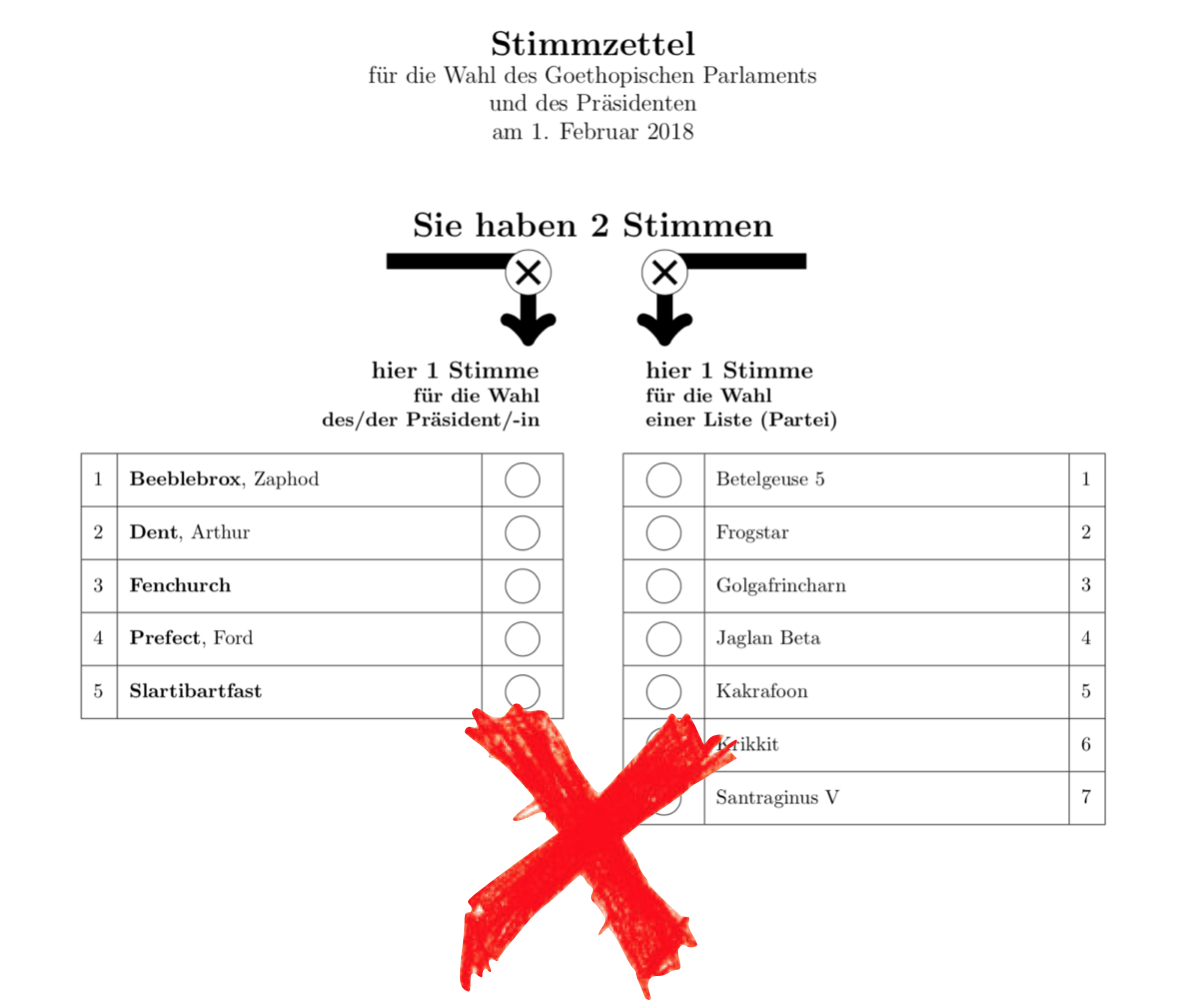 Stimmzettel
für die Wahl des Goethopischen Parlaments
und des Präsidenten
am 1. Februar 2018
Sie haben 2 Stimmen
hier 1 Stimme
für die Wahl
des/der Präsident/-in
hier 1 Stimme
für die Wahl
einer Liste (Partei)
1 Beeblebrox, Zaphod
2 Dent, Arthur
3 Fenchurch
4 Prefect, Ford
5 Slartibartfast
Betelgeuse 5 1
Frogstar 2
Golgafrincharn 3
Jaglan Beta 4
Kakrafoon 5
Krikkit 6
Santraginus V 7